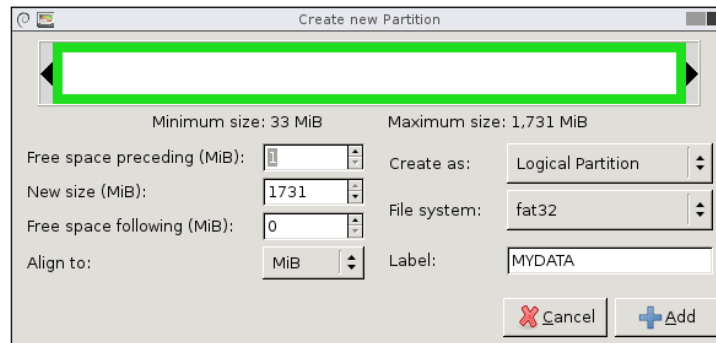 Create new Partition
Minimum size: 33 MiB Maximum size: 1,731 MiB
Free space preceding (MiB): 1 Create as: Logical Partition
New size (MiB): 1731
File system: fat32
Free space following (MiB): 0
Align to: MiB Label: MYDATA
Cancel Add